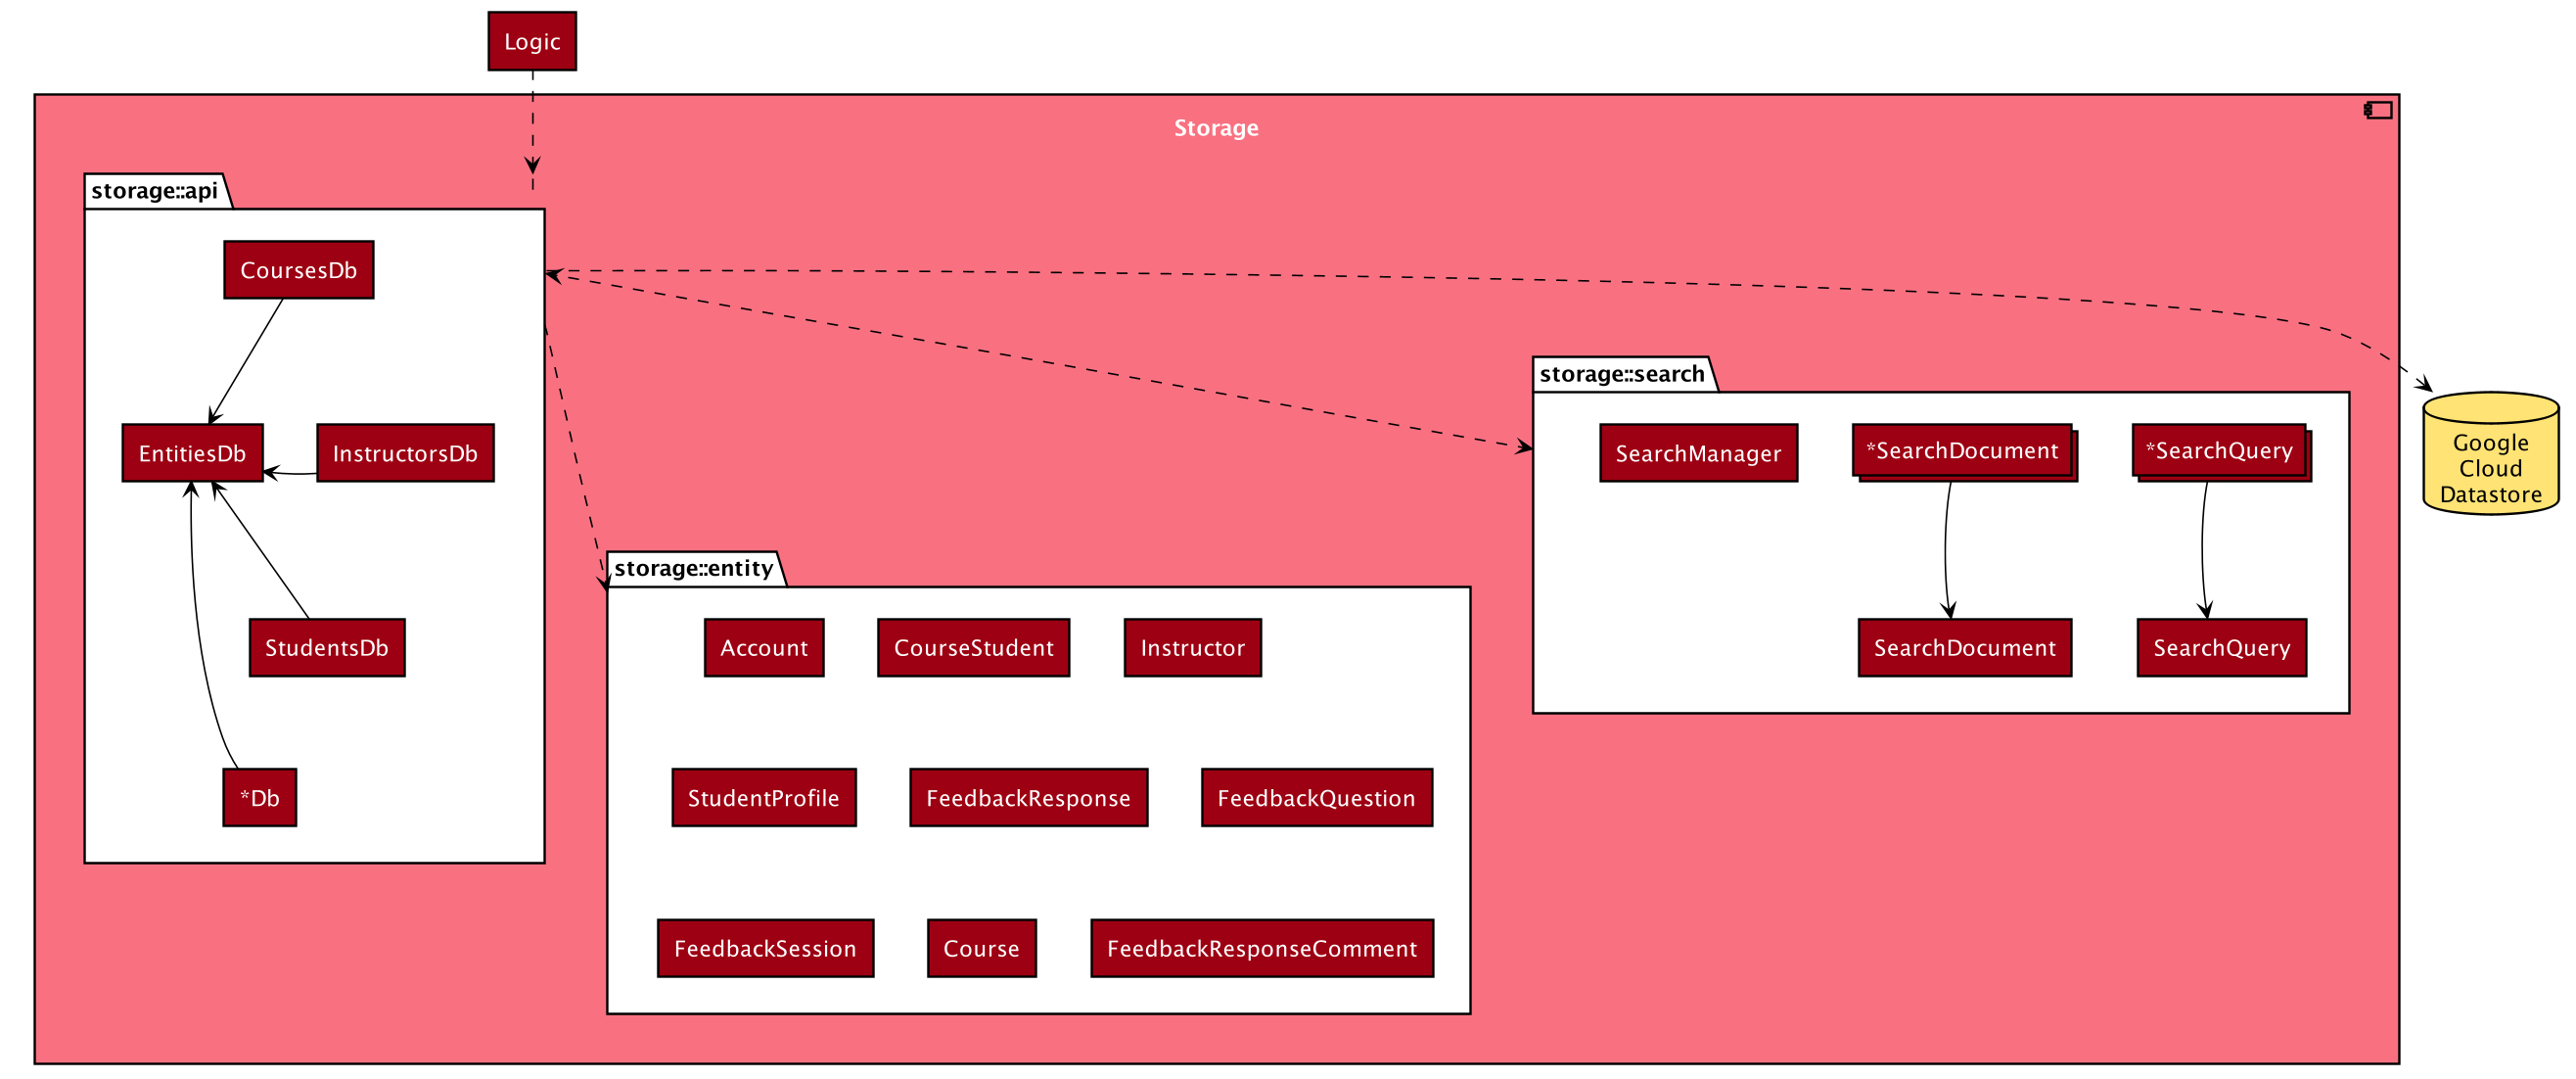 Logic
Storage
storage::api
CoursesDb
EntitiesDb
InstructorsDb
StudentsDb
*Db
storage::entity
Account
CourseStudent
Instructor
StudentProfile
FeedbackResponse
FeedbackQuestion
FeedbackSession
Course
FeedbackResponseComment
storage::search
SearchManager
*SearchDocument
*SearchQuery
SearchDocument
SearchQuery
Google
Cloud
Datastore